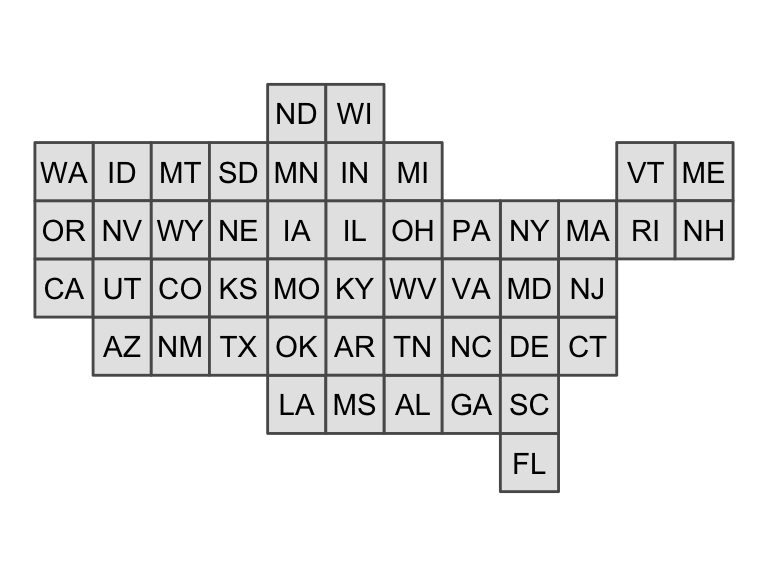 ND WI
WA ID MT SD MN IN MI VT ME
OR NV WY NE IA IL OH PA NY MA RI NH
CA UT CO KS MO KY WV VA MD NJ
AZ NM TX OK AR TN NC DE CT
LA MS AL GA SC
FL